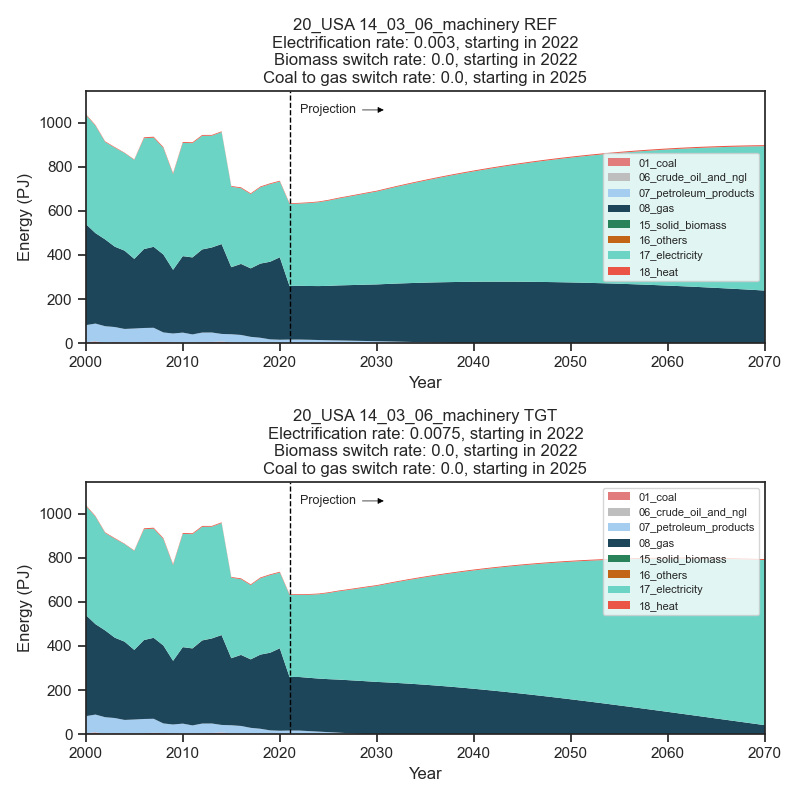 20_USA 14_03_06_machinery REF
Electrification rate: 0.003, starting in 2022
Biomass switch rate: 0.0, starting in 2022
Coal to gas switch rate: 0.0, starting in 2025
Projection
1000
800
600
400
200
0
Energy (PJ)
01_coal
06_crude_oil_and_ngl
07_petroleum_products
08_gas
15_solid_biomass
16_others
17_electricity
18_heat
2000 2010 2020 2030 2040 2050 2060 2070
Year
20_USA 14_03_06_machinery TGT
Electrification rate: 0.0075, starting in 2022
Biomass switch rate: 0.0, starting in 2022
Coal to gas switch rate: 0.0, starting in 2025
Projection
1000
800
600
400
200
0
Energy (PJ)
01_coal
06_crude_oil_and_ngl
07_petroleum_products
08_gas
15_solid_biomass
16_others
17_electricity
18_heat
2000 2010 2020 2030 2040 2050 2060 2070
Year